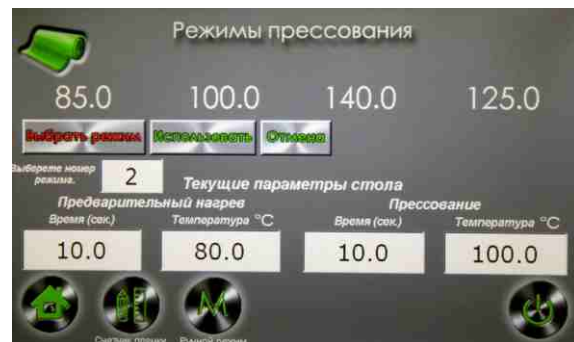 Режимы прессования
85.0 100.0 140.0 125.0
Выбрать режим Использовать Отмена
Выберете номер
режима.
2
Текущие параметры стола
Предварительный нагрев Прессование
Время (сек.) Температура °C Время (сек.) Температура °C
10.0 80.0 10.0 100.0
M
Счетчик пленки Ручной режим